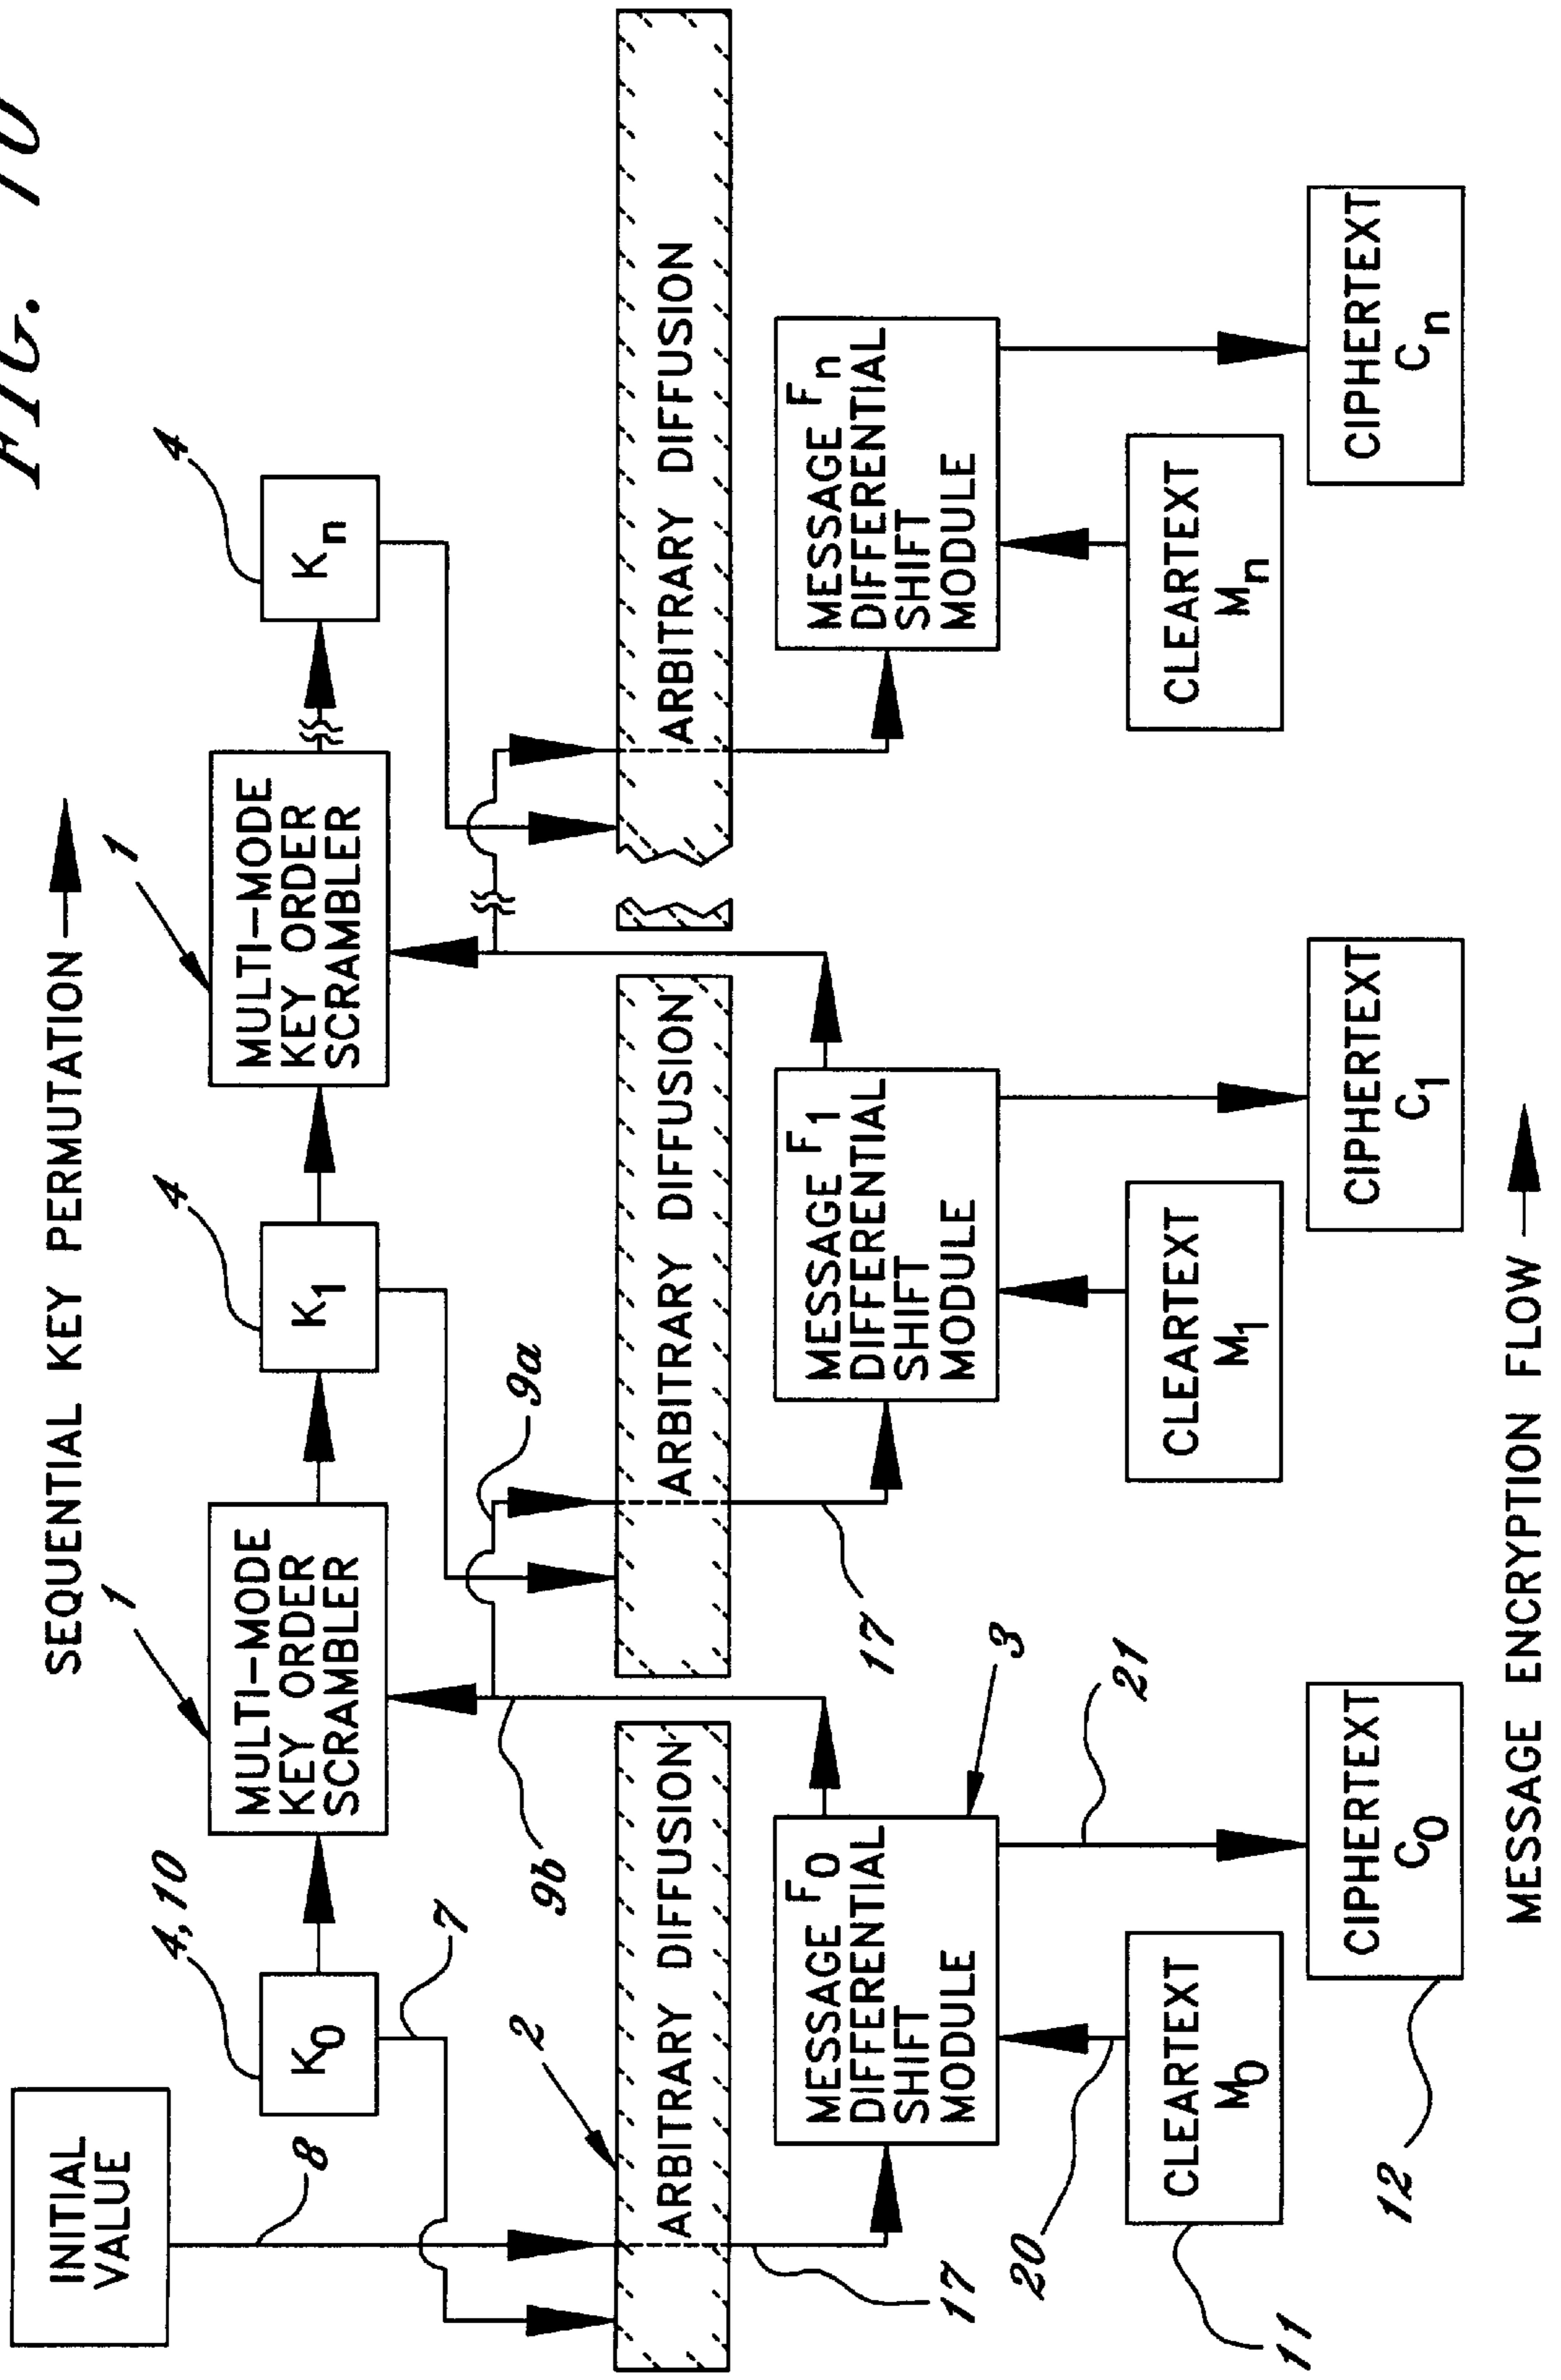 FIG. 10
SEQUENTIAL KEY PERMUTATION
INITIAL
VALUE
8
4,10
K0
7
1
MULTI-MODE
KEY ORDER
SCRAMBLER
4
K1
1
MULTI-MODE
KEY ORDER
SCRAMBLER
4
Kn
9b
9a
2
ARBITRARY DIFFUSION
ARBITRARY DIFFUSION
ARBITRARY DIFFUSION
17
MESSAGE F0
DIFFERENTIAL
SHIFT
MODULE
3
17
MESSAGE F1
DIFFERENTIAL
SHIFT
MODULE
MESSAGE Fn
DIFFERENTIAL
SHIFT
MODULE
20
21
11
CLEARTEXT
M0
CLEARTEXT
M1
CLEARTEXT
Mn
12
CIPHERTEXT
C0
CIPHERTEXT
C1
CIPHERTEXT
Cn
MESSAGE ENCRYPTION FLOW